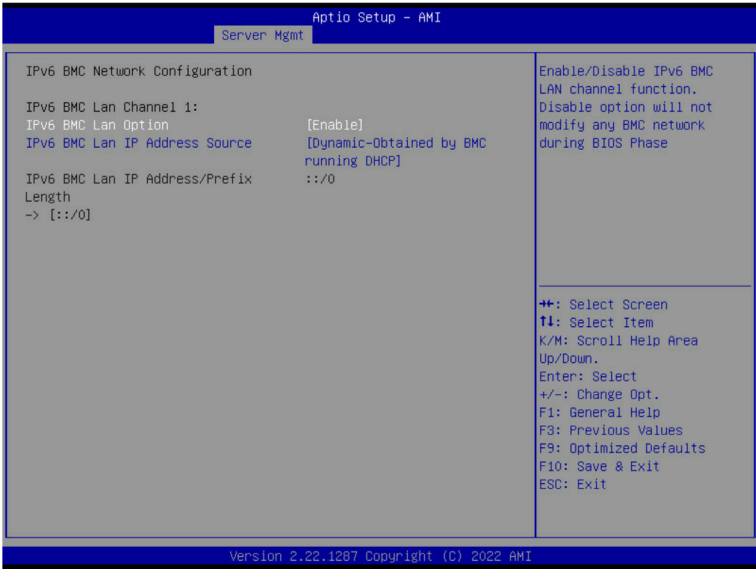 Aptio Setup – AMI
Server Mgmt
IPv6 BMC Network Configuration
IPv6 BMC Lan Channel 1:
IPv6 BMC Lan Option [Enable]
IPv6 BMC Lan IP Address Source [Dynamic-Obtained by BMC
running DHCP]
IPv6 BMC Lan IP Address/Prefix ::/0
Length
-> [::/0]
Enable/Disable IPv6 BMC
LAN channel function.
Disable option will not
modify any BMC network
during BIOS Phase
→←: Select Screen
↑↓: Select Item
K/M: Scroll Help Area
Up/Down.
Enter: Select
+/-: Change Opt.
F1: General Help
F3: Previous Values
F9: Optimized Defaults
F10: Save & Exit
ESC: Exit
Version 2.22.1287 Copyright (C) 2022 AMI